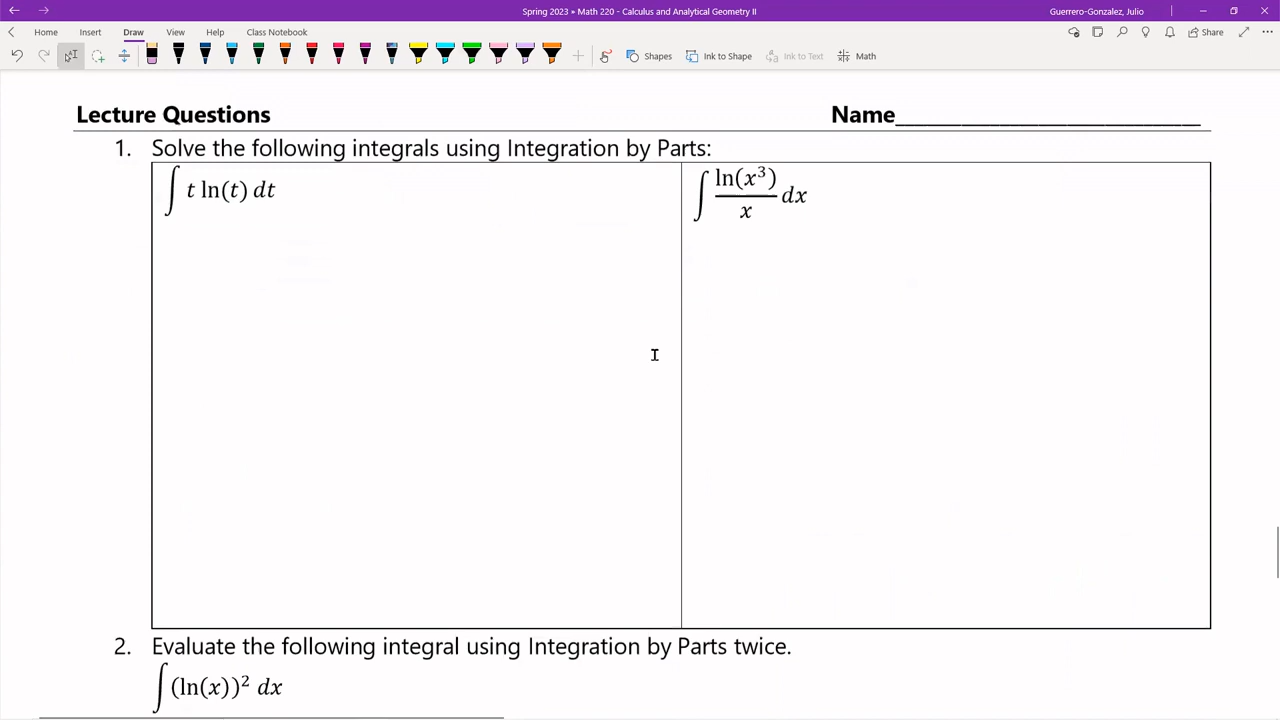 Spring 2023 » Math 220 - Calculus and Analytical Geometry II
Guerrero-Gonzalez, Julio
Home Insert Draw View Help Class Notebook
Share
Shapes Ink to Shape Ink to Text Math
Lecture Questions Name______________________
1. Solve the following integrals using Integration by Parts:
∫ t ln(t) dt
∫ ln(x³)/x dx
2. Evaluate the following integral using Integration by Parts twice.
∫ (ln(x))² dx